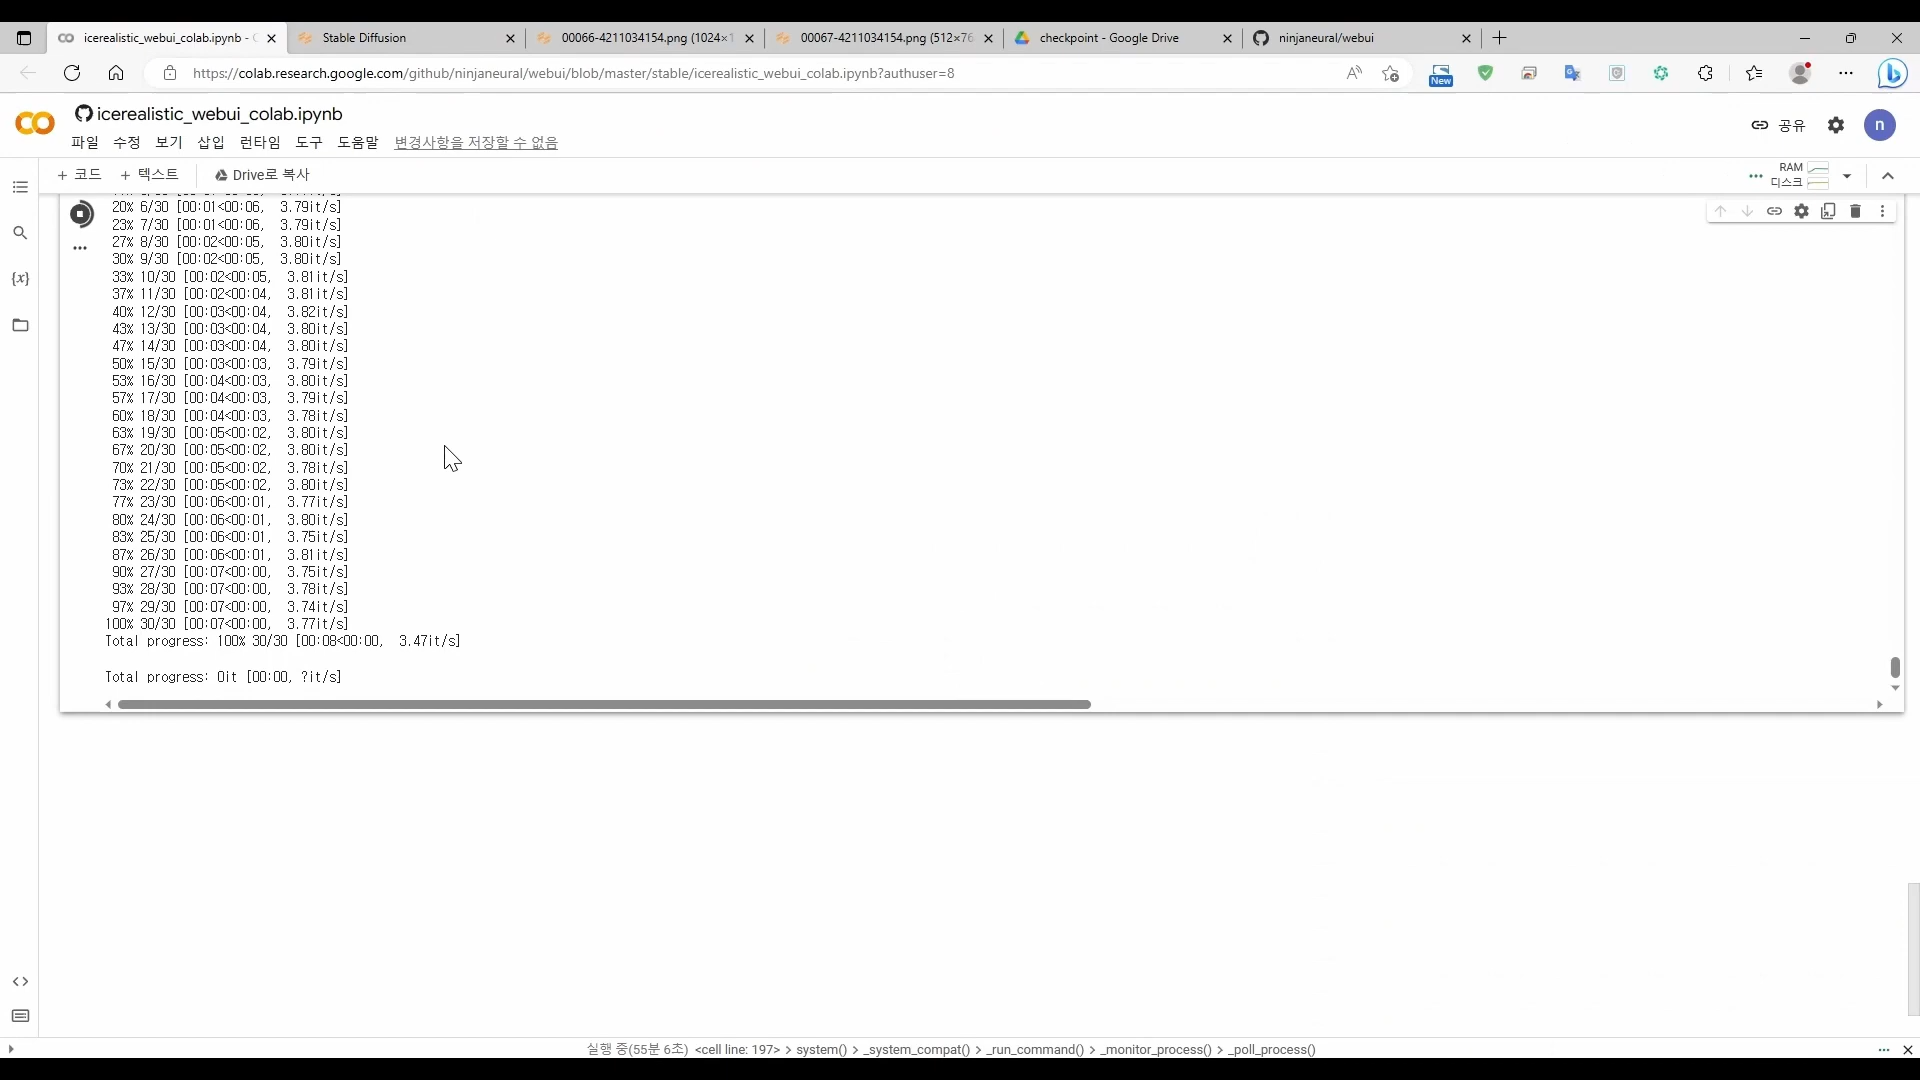 icerealistic_webui_colab.ipynb - C
Stable Diffusion
00066-4211034154.png (1024×1
00067-4211034154.png (512×76
checkpoint - Google Drive
ninjaneural/webui
https://colab.research.google.com/github/ninjaneural/webui/blob/master/stable/icerealistic_webui_colab.ipynb?authuser=8
New
icerealistic_webui_colab.ipynb
파일 수정 보기 삽입 런타임 도구 도움말 변경사항을 저장할 수 없음
공유
n
+ 코드 + 텍스트 Drive로 복사
RAM
디스크
20% 6/30 [00:01<00:06, 3.79it/s]
23% 7/30 [00:01<00:06, 3.79it/s]
27% 8/30 [00:02<00:05, 3.80it/s]
30% 9/30 [00:02<00:05, 3.80it/s]
33% 10/30 [00:02<00:05, 3.81it/s]
37% 11/30 [00:02<00:04, 3.81it/s]
40% 12/30 [00:03<00:04, 3.82it/s]
43% 13/30 [00:03<00:04, 3.80it/s]
47% 14/30 [00:03<00:04, 3.80it/s]
50% 15/30 [00:03<00:03, 3.79it/s]
53% 16/30 [00:04<00:03, 3.80it/s]
57% 17/30 [00:04<00:03, 3.79it/s]
60% 18/30 [00:04<00:03, 3.78it/s]
63% 19/30 [00:05<00:02, 3.80it/s]
67% 20/30 [00:05<00:02, 3.80it/s]
70% 21/30 [00:05<00:02, 3.78it/s]
73% 22/30 [00:05<00:02, 3.80it/s]
77% 23/30 [00:06<00:01, 3.77it/s]
80% 24/30 [00:06<00:01, 3.80it/s]
83% 25/30 [00:06<00:01, 3.75it/s]
87% 26/30 [00:06<00:01, 3.81it/s]
90% 27/30 [00:07<00:00, 3.75it/s]
93% 28/30 [00:07<00:00, 3.78it/s]
97% 29/30 [00:07<00:00, 3.74it/s]
100% 30/30 [00:07<00:00, 3.77it/s]
Total progress: 100% 30/30 [00:08<00:00, 3.47it/s]
Total progress: 0it [00:00, ?it/s]
실행 중(55분 6초) <cell line: 197> > system() > _system_compat() > _run_command() > _monitor_process() > _poll_process()